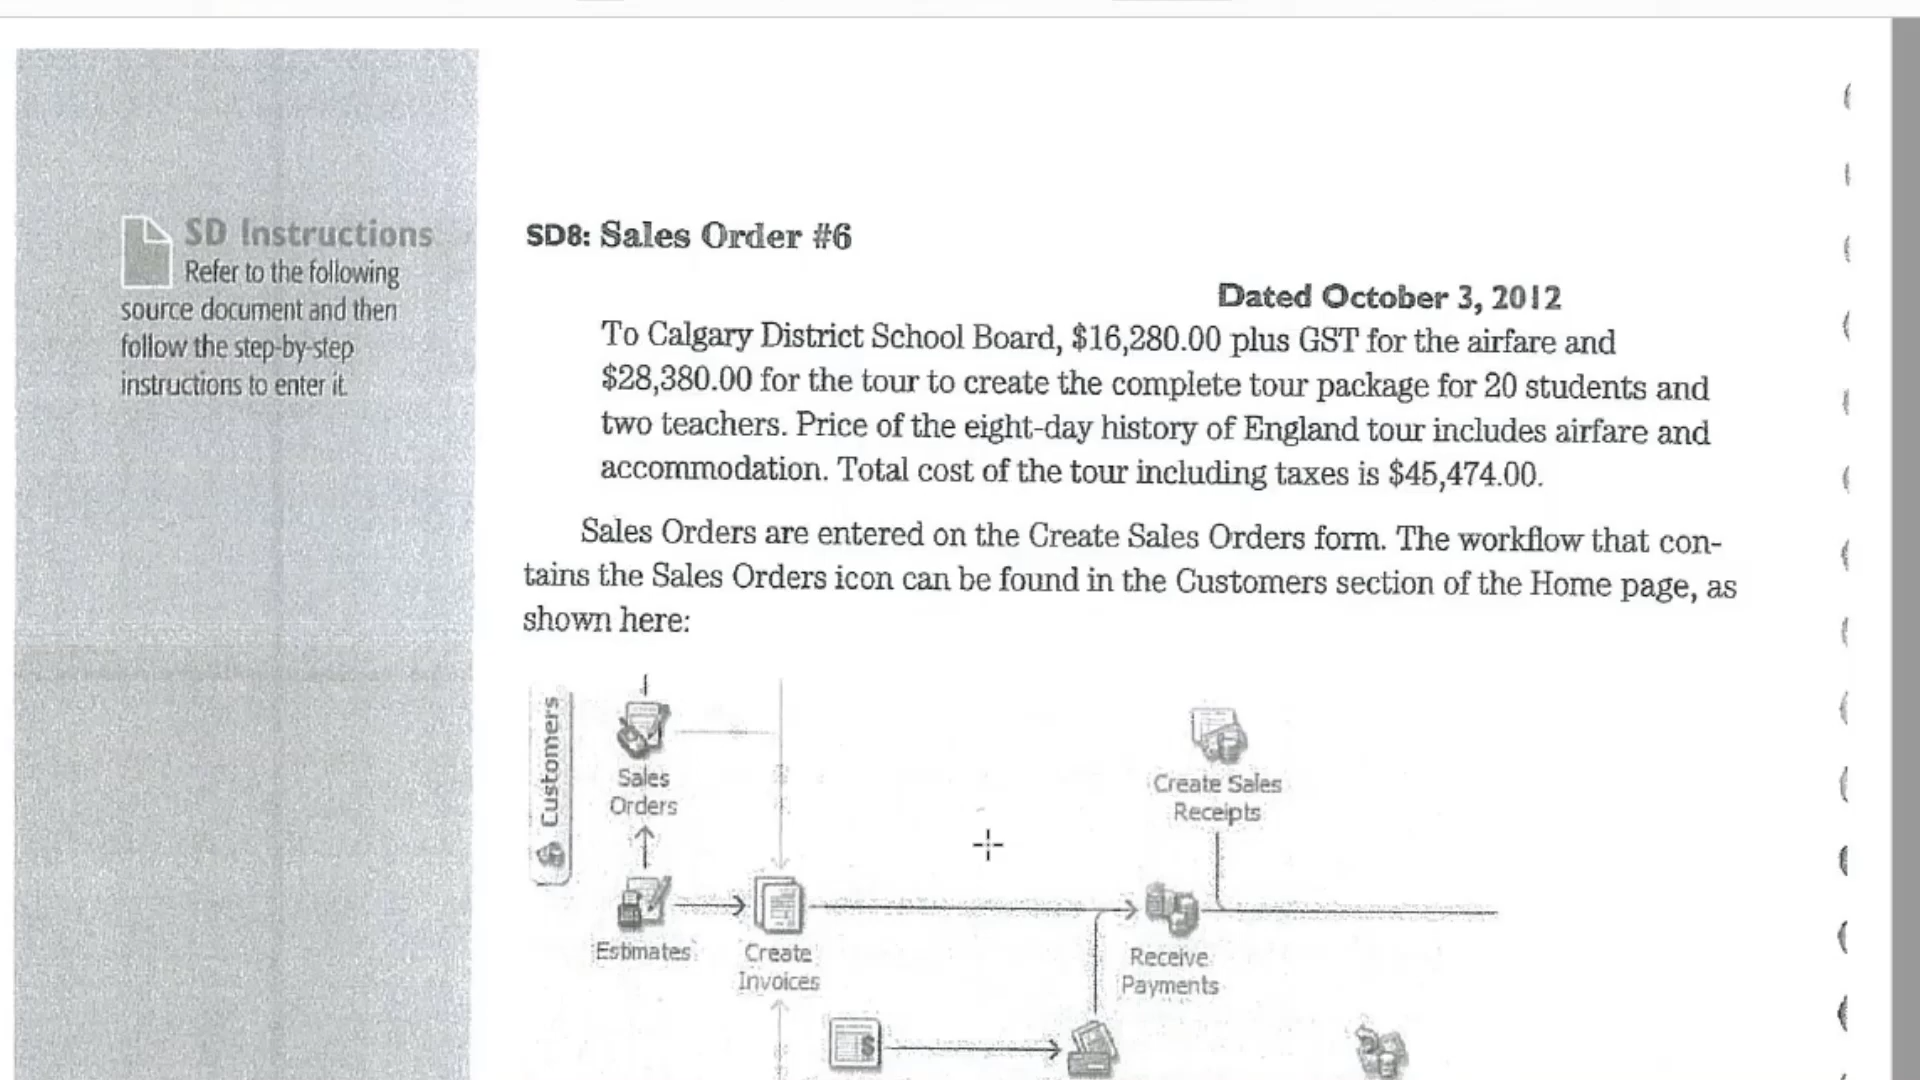 SD Instructions
Refer to the following
source document and then
follow the step-by-step
instructions to enter it.
SD8: Sales Order #6
Dated October 3, 2012
To Calgary District School Board, $16,280.00 plus GST for the airfare and
$28,380.00 for the tour to create the complete tour package for 20 students and
two teachers. Price of the eight-day history of England tour includes airfare and
accommodation. Total cost of the tour including taxes is $45,474.00.
Sales Orders are entered on the Create Sales Orders form. The workflow that con-
tains the Sales Orders icon can be found in the Customers section of the Home page, as
shown here:
Customers
Sales
Orders
Create Sales
Receipts
Estimates
Create
Invoices
Receive
Payments
$